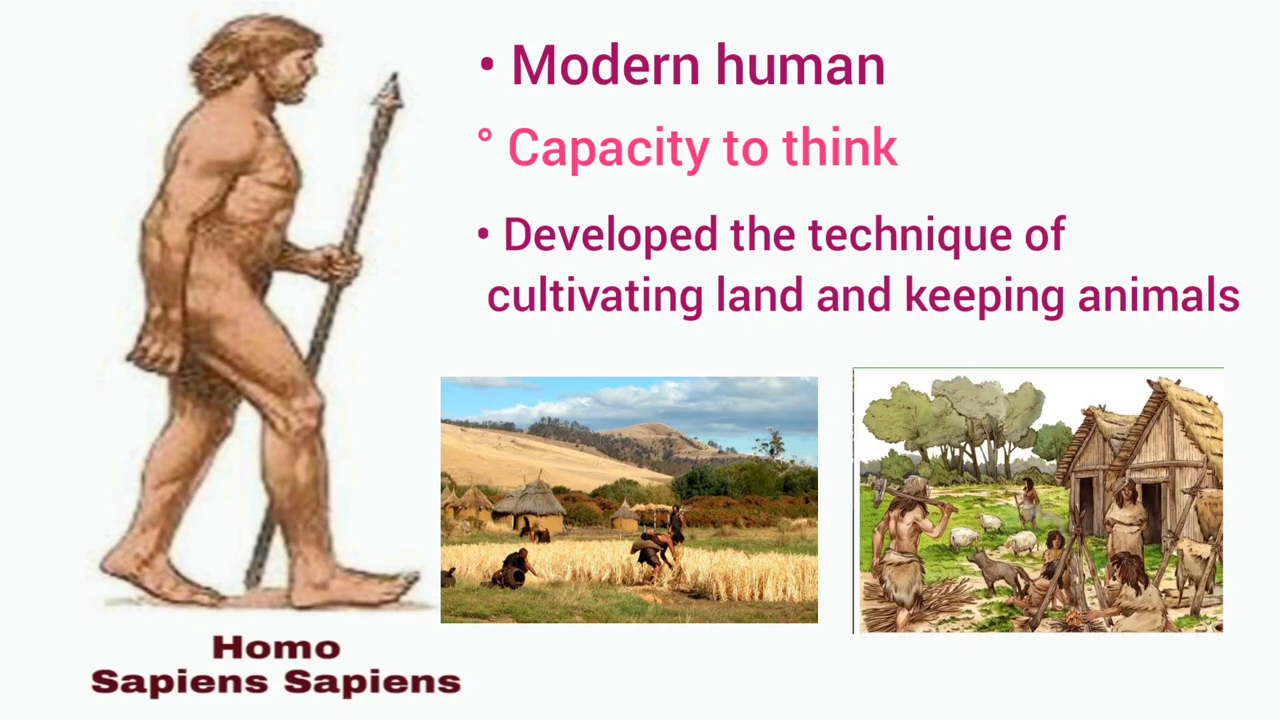 • Modern human
° Capacity to think
• Developed the technique of
cultivating land and keeping animals
Homo
Sapiens Sapiens